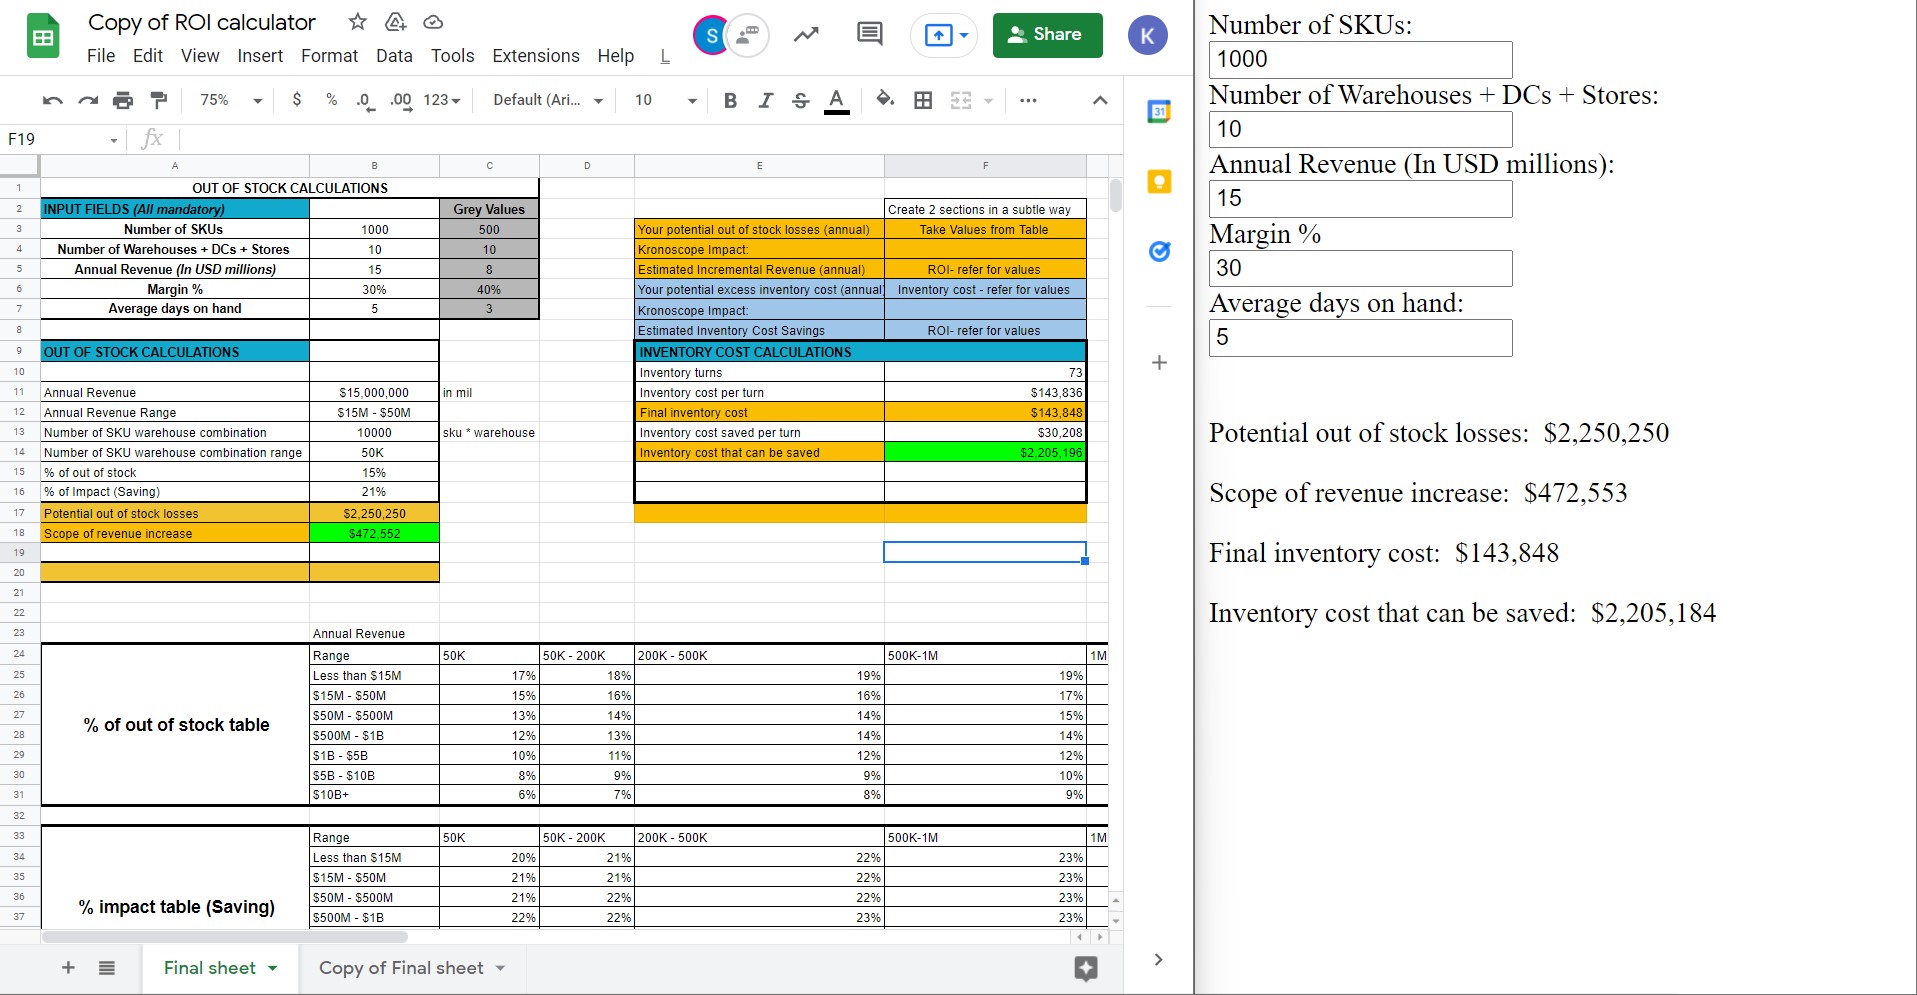 Copy of ROI calculator
File Edit View Insert Format Data Tools Extensions Help L
S
Share
K
75% $ % .0 .00 123 Default (Ari... 10 B I S A ...
31
F19 fx
A B C D E F
1 OUT OF STOCK CALCULATIONS
2 INPUT FIELDS (All mandatory) Grey Values Create 2 sections in a subtle way
3 Number of SKUs 1000 500 Your potential out of stock losses (annual) Take Values from Table
4 Number of Warehouses + DCs + Stores 10 10 Kronoscope Impact:
5 Annual Revenue (In USD millions) 15 8 Estimated Incremental Revenue (annual) ROI- refer for values
6 Margin % 30% 40% Your potential excess inventory cost (annual) Inventory cost - refer for values
7 Average days on hand 5 3 Kronoscope Impact:
8 Estimated Inventory Cost Savings ROI- refer for values
9 OUT OF STOCK CALCULATIONS INVENTORY COST CALCULATIONS
10 Inventory turns 73
11 Annual Revenue $15,000,000 in mil Inventory cost per turn $143,836
12 Annual Revenue Range $15M - $50M Final inventory cost $143,848
13 Number of SKU warehouse combination 10000 sku * warehouse Inventory cost saved per turn $30,208
14 Number of SKU warehouse combination range 50K Inventory cost that can be saved $2,205,196
15 % of out of stock 15%
16 % of Impact (Saving) 21%
17 Potential out of stock losses $2,250,250
18 Scope of revenue increase $472,552
19
20
21
22
23 Annual Revenue
24 Range 50K 50K - 200K 200K - 500K 500K-1M 1M
25 Less than $15M 17% 18% 19% 19%
26 $15M - $50M 15% 16% 16% 17%
27 $50M - $500M 13% 14% 14% 15%
% of out of stock table
28 $500M - $1B 12% 13% 14% 14%
29 $1B - $5B 10% 11% 12% 12%
30 $5B - $10B 8% 9% 9% 10%
31 $10B+ 6% 7% 8% 9%
32
33 Range 50K 50K - 200K 200K - 500K 500K-1M 1M
34 Less than $15M 20% 21% 22% 23%
35 $15M - $50M 21% 21% 22% 23%
36 $50M - $500M 21% 22% 22% 23%
% impact table (Saving)
37 $500M - $1B 22% 22% 23% 23%
Final sheet Copy of Final sheet
Number of SKUs:
1000
Number of Warehouses + DCs + Stores:
10
Annual Revenue (In USD millions):
15
Margin %
30
Average days on hand:
5
Potential out of stock losses: $2,250,250
Scope of revenue increase: $472,553
Final inventory cost: $143,848
Inventory cost that can be saved: $2,205,184